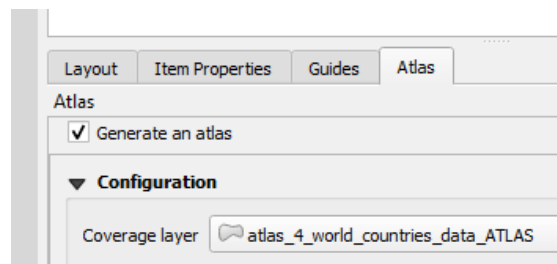 Layout Item Properties Guides Atlas
Atlas
Generate an atlas
Configuration
Coverage layer atlas_4_world_countries_data_ATLAS